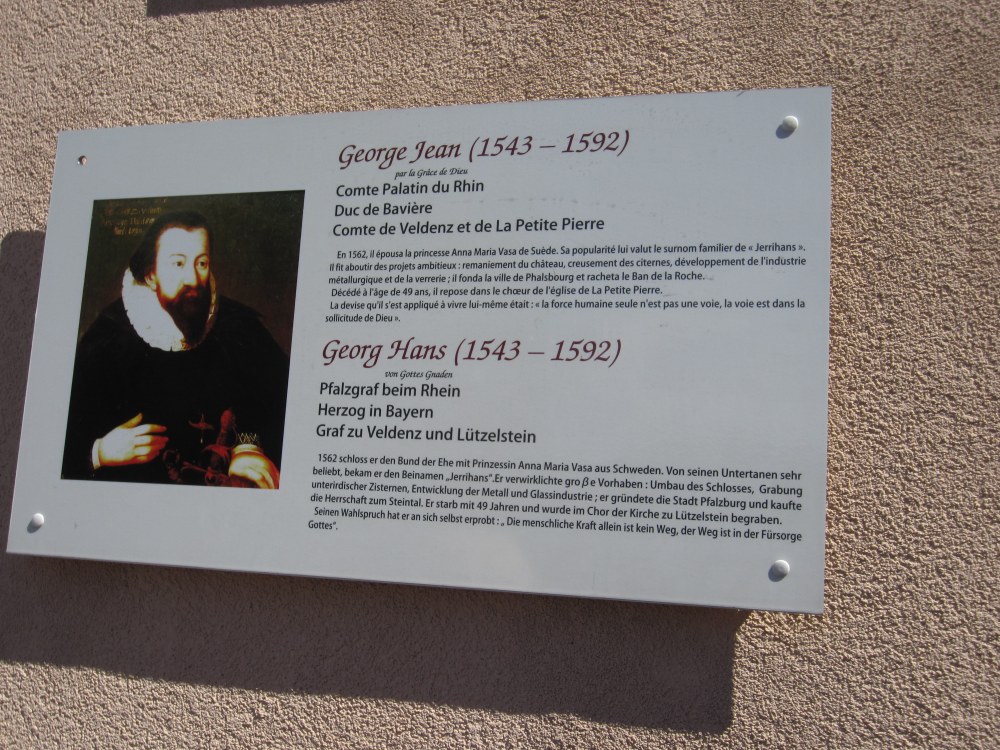 George Jean (1543 – 1592)
par la Grâce de Dieu
Comte Palatin du Rhin
Duc de Bavière
Comte de Veldenz et de La Petite Pierre
En 1562, il épousa la princesse Anna Maria Vasa de Suède. Sa popularité lui valut le surnom familier de « Jerrihans ».
Il fit aboutir des projets ambitieux : remaniement du château, creusement des citernes, développement de l'industrie
métallurgique et de la verrerie ; il fonda la ville de Phalsbourg et racheta le Ban de la Roche.
Décédé à l'âge de 49 ans, il repose dans le chœur de l'église de La Petite Pierre.
La devise qu'il s'est appliqué à vivre lui-même était : « la force humaine seule n'est pas une voie, la voie est dans la
sollicitude de Dieu ».
Georg Hans (1543 – 1592)
von Gottes Gnaden
Pfalzgraf beim Rhein
Herzog in Bayern
Graf zu Veldenz und Lützelstein
1562 schloss er den Bund der Ehe mit Prinzessin Anna Maria Vasa aus Schweden. Von seinen Untertanen sehr
beliebt, bekam er den Beinamen „Jerrihans“.Er verwirklichte gro β e Vorhaben : Umbau des Schlosses, Grabung
unterirdischer Zisternen, Entwicklung der Metall und Glassindustrie ; er gründete die Stadt Pfalzburg und kaufte
die Herrschaft zum Steintal. Er starb mit 49 Jahren und wurde im Chor der Kirche zu Lützelstein begraben.
Seinen Wahlspruch hat er an sich selbst erprobt : „ Die menschliche Kraft allein ist kein Weg, der Weg ist in der Fürsorge
Gottes“.